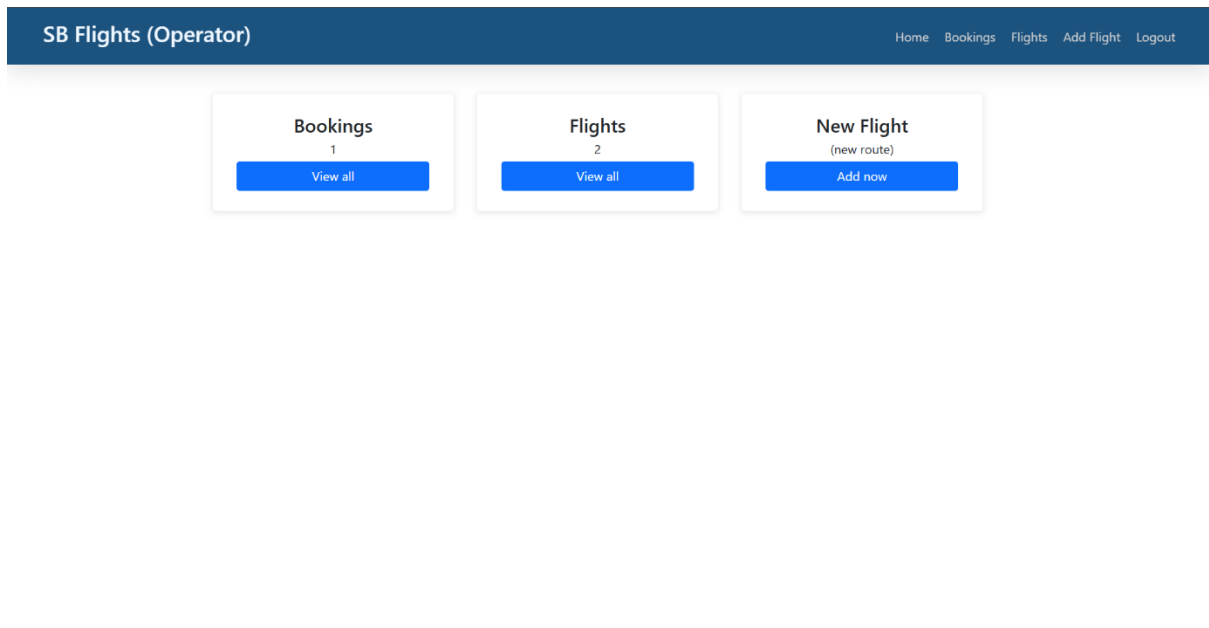 SB Flights (Operator)
Home Bookings Flights Add Flight Logout
Bookings
1
View all
Flights
2
View all
New Flight
(new route)
Add now